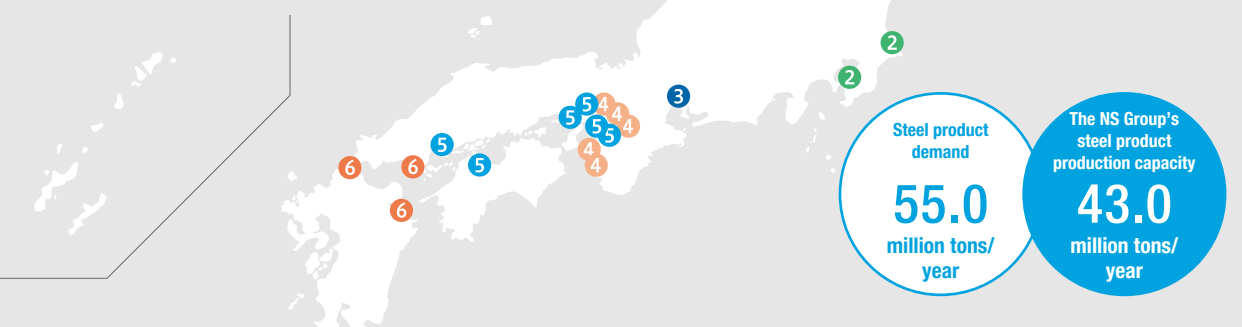 2
2
3
5
4
4
5
5
4
5
5
4
6
6
5
4
6
Steel product
demand
55.0
million tons/
year
The NS Group's
steel product
production capacity
43.0
million tons/
year